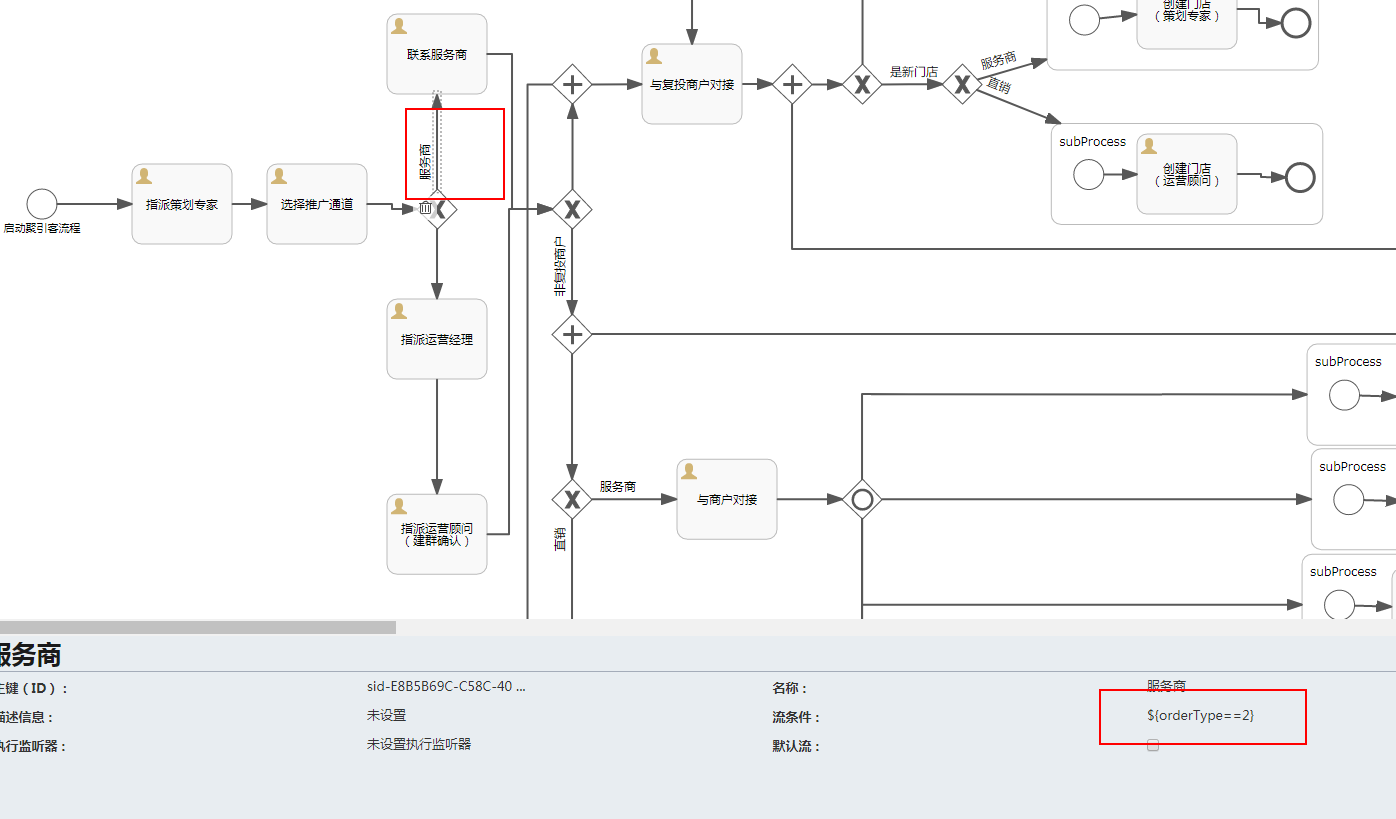 创建门店
（策划专家）
联系服务商
与复投商户对接
是新门店
服务商
直销
subProcess
创建门店
（运营顾问）
服务商
启动聚引客流程
指派策划专家
选择推广通道
非复投商户
指派运营经理
subProcess
subProcess
服务商
与商户对接
指派运营顾问
（建群确认）
直销
subProcess
服务商
主键（ID）：
sid-E8B5B69C-C58C-40 ...
名称：
服务商
描述信息：
未设置
流条件：
${orderType==2}
执行监听器：
未设置执行监听器
默认流：